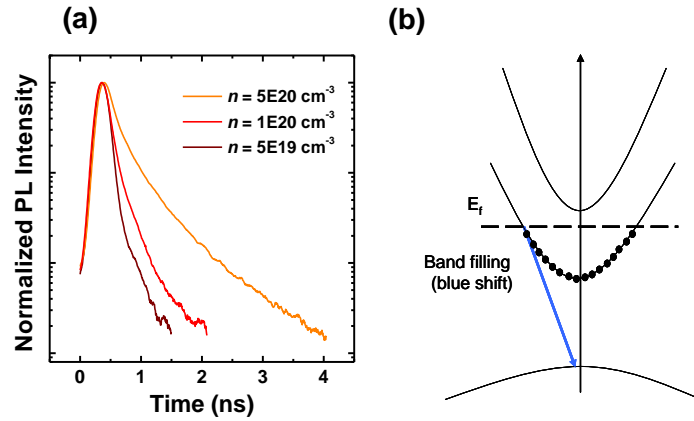 (a)
Normalized PL Intensity
n = 5E20 cm⁻³
n = 1E20 cm⁻³
n = 5E19 cm⁻³
0 1 2 3 4
Time (ns)
(b)
E_f
Band filling
(blue shift)